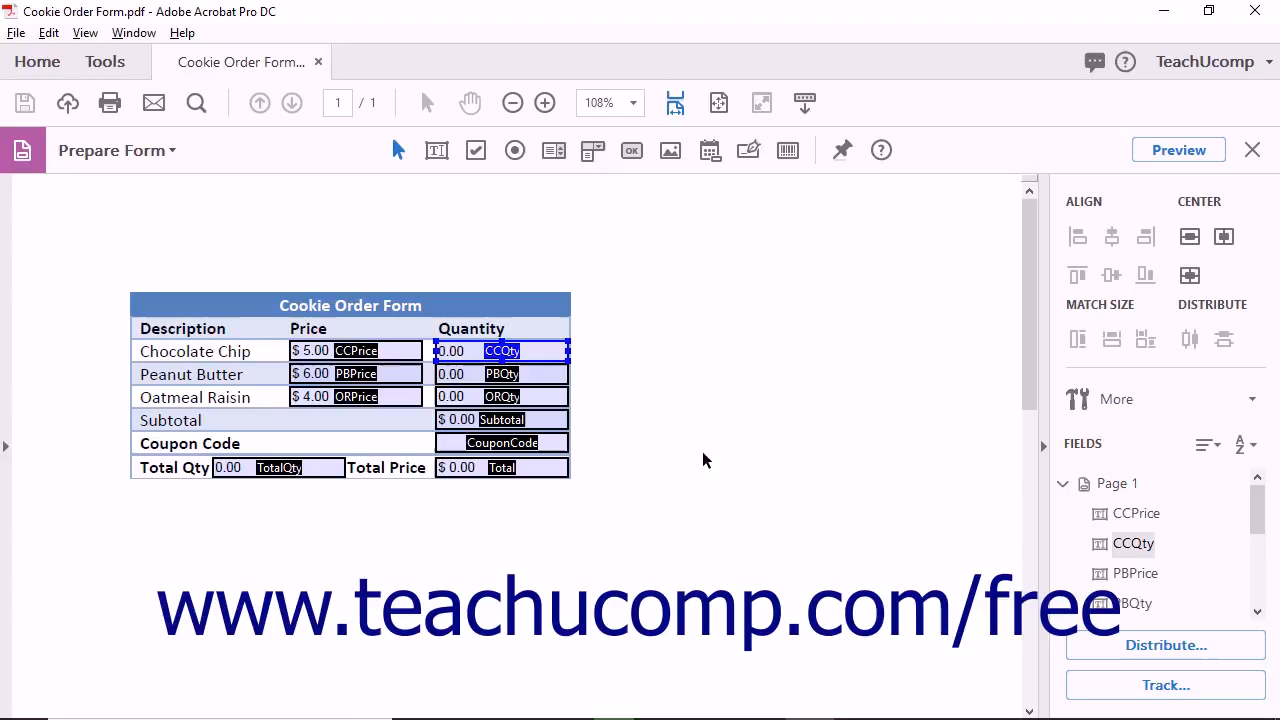 Cookie Order Form.pdf - Adobe Acrobat Pro DC
File Edit View Window Help
Home Tools Cookie Order Form... × TeachUcomp
1 / 1 108%
Prepare Form OK Preview
ALIGN CENTER
MATCH SIZE DISTRIBUTE
More
FIELDS
Page 1
CCPrice
CCQty
PBPrice
PBQty
Distribute...
Track...
Cookie Order Form
Description Price Quantity
Chocolate Chip $ 5.00 CCPrice 0.00 CCQty
Peanut Butter $ 6.00 PBPrice 0.00 PBQty
Oatmeal Raisin $ 4.00 ORPrice 0.00 ORQty
Subtotal $ 0.00 Subtotal
Coupon Code CouponCode
Total Qty 0.00 TotalQty Total Price $ 0.00 Total
www.teachucomp.com/free